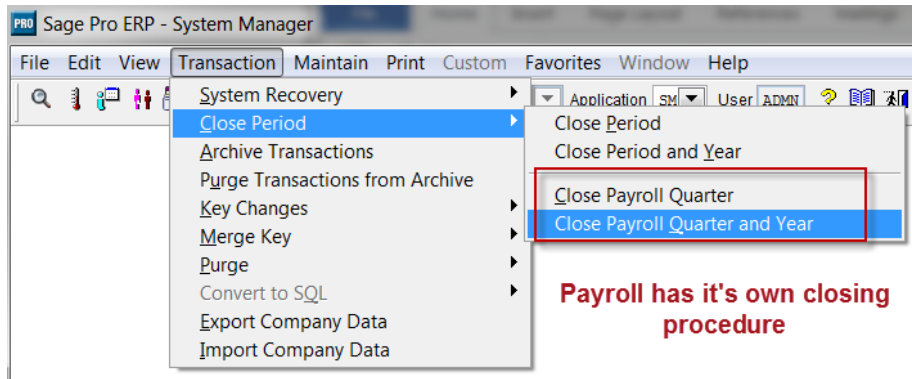 PRO Sage Pro ERP - System Manager
File Edit View Transaction Maintain Print Custom Favorites Window Help
Application SM User ADMN
System Recovery
Close Period
Archive Transactions
Purge Transactions from Archive
Key Changes
Merge Key
Purge
Convert to SQL
Export Company Data
Import Company Data
Close Period
Close Period and Year
Close Payroll Quarter
Close Payroll Quarter and Year
Payroll has it's own closing
procedure